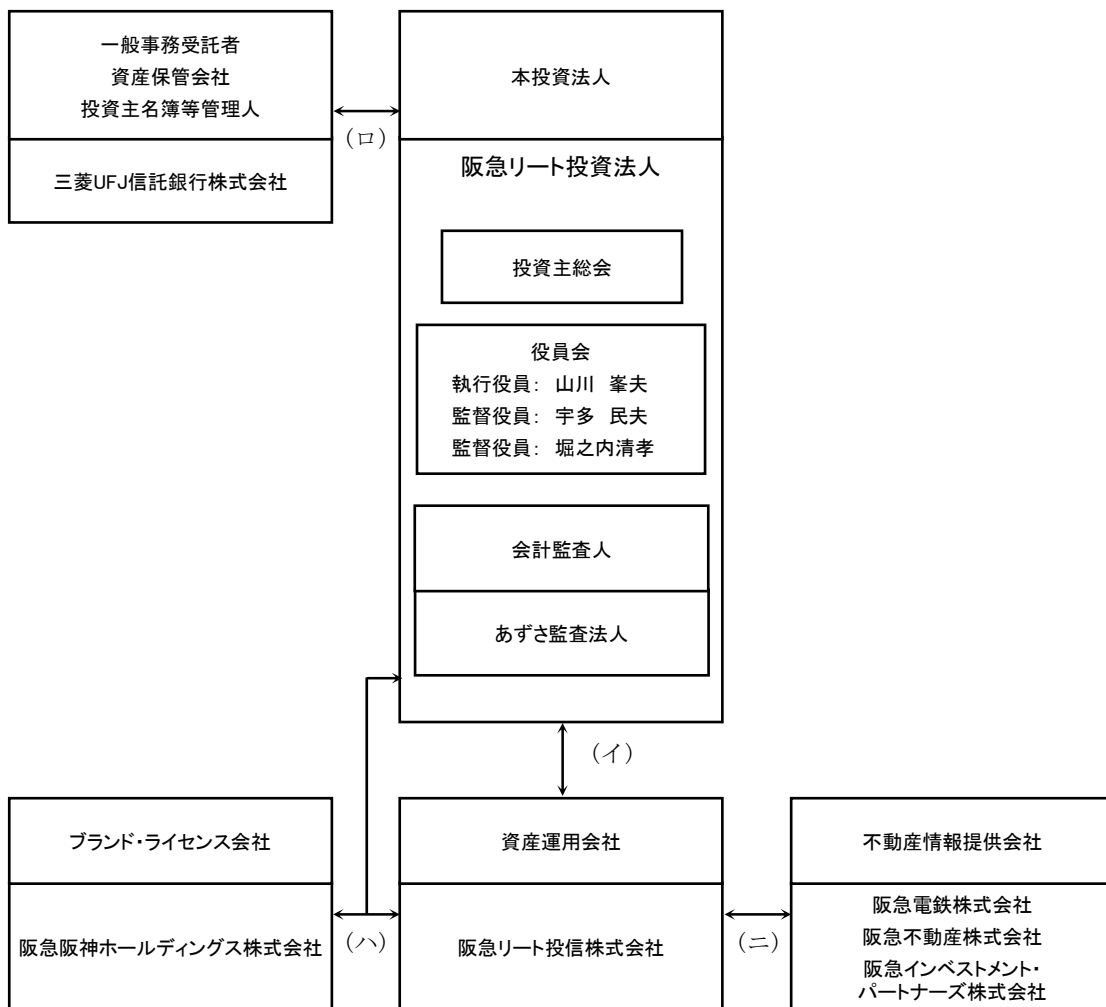 一般事務受託者
資産保管会社
投資主名簿等管理人
三菱UFJ信託銀行株式会社
(ロ)
本投資法人
阪急リート投資法人
投資主総会
役員会
執行役員: 山川 峯夫
監督役員: 宇多 民夫
監督役員: 堀之内清孝
会計監査人
あずさ監査法人
(イ)
ブランド・ライセンス会社
阪急阪神ホールディングス株式会社
(ハ)
資産運用会社
阪急リート投信株式会社
(ニ)
不動産情報提供会社
阪急電鉄株式会社
阪急不動産株式会社
阪急インベストメント・
パートナーズ株式会社